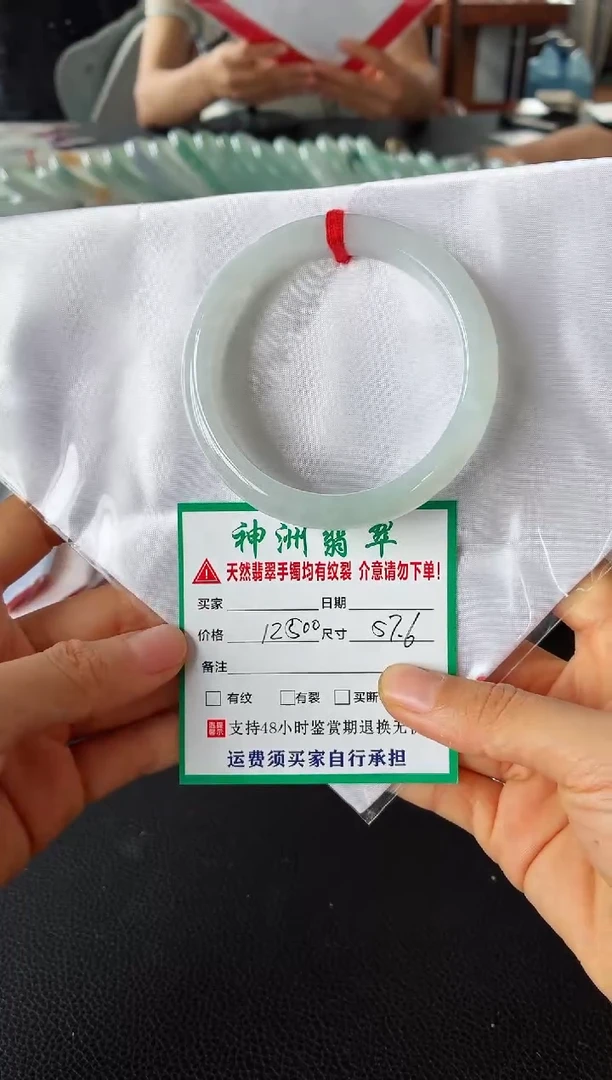 神洲翡翠
天然翡翠手镯均有纹裂 介意请勿下单!
买家 日期
价格 12500 尺寸 57.6
备注
有纹 有裂 买断
支持48小时鉴赏期退换无
运费须买家自行承担